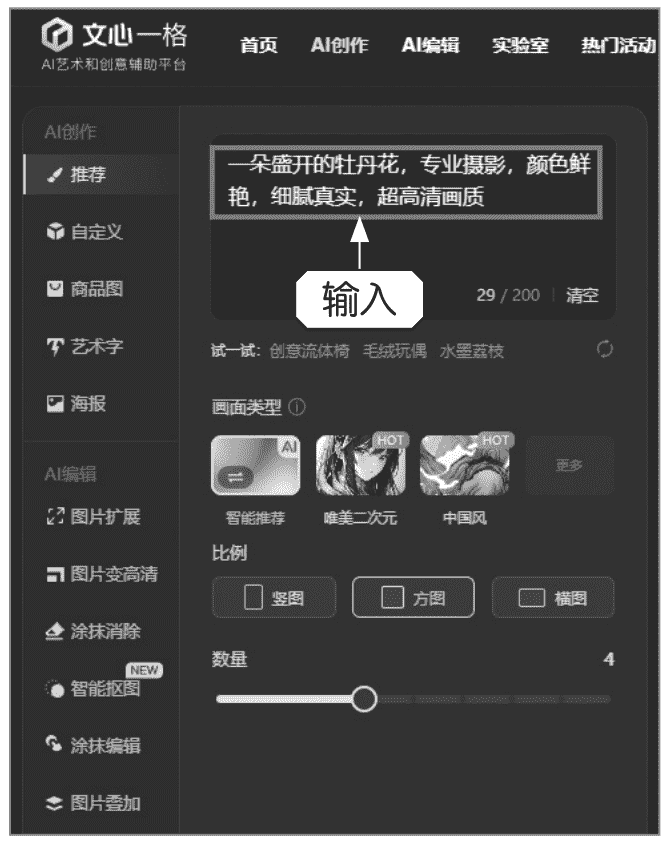 文心一格
AI艺术和创意辅助平台
首页 AI创作 AI编辑 实验室 热门活动
AI创作
推荐
自定义
商品图
艺术字
海报
AI编辑
图片扩展
图片变高清
涂抹消除
NEW
智能抠图
涂抹编辑
图片叠加
一朵盛开的牡丹花，专业摄影，颜色鲜
艳，细腻真实，超高清画质
输入
29 / 200 清空
试一试： 创意流体椅 毛绒玩偶 水墨荔枝
画面类型
AI HOT HOT
更多
智能推荐 唯美二次元 中国风
比例
竖图 方图 横图
数量 4